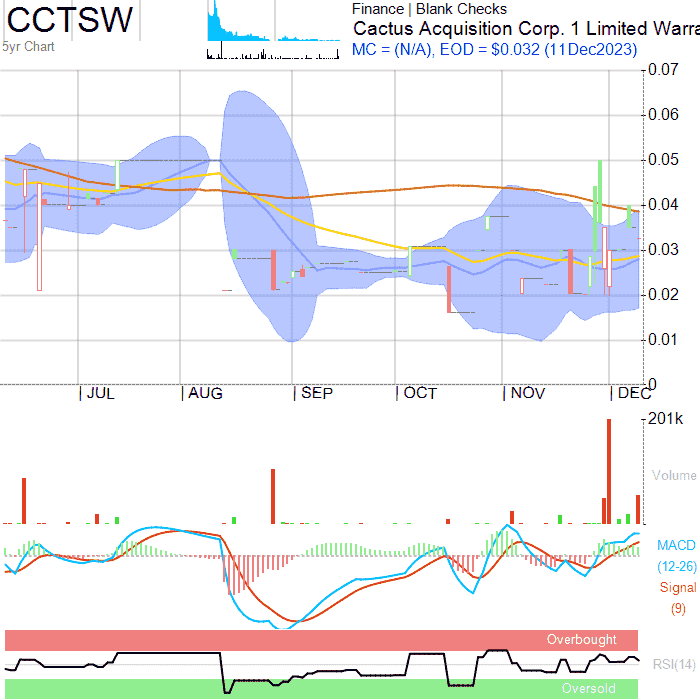 CCTSW
5yr Chart
Finance | Blank Checks
Cactus Acquisition Corp. 1 Limited Warra
MC = (N/A), EOD = $0.032 (11Dec2023)
0.07
0.06
0.05
0.04
0.03
0.02
0.01
0
JUL AUG SEP OCT NOV DEC
201k
Volume
MACD
(12-26)
Signal
(9)
Overbought
RSI(14)
Oversold